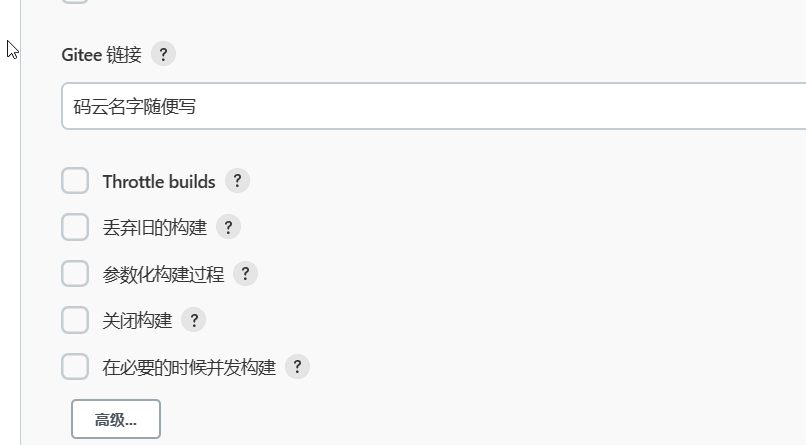 Gitee 链接 ?
码云名字随便写
Throttle builds ?
丢弃旧的构建 ?
参数化构建过程 ?
关闭构建 ?
在必要的时候并发构建 ?
高级...